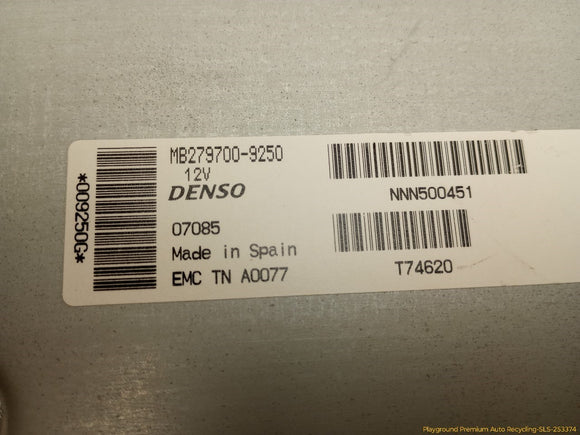 *009250G*
MB279700-9250
12V
DENSO
07085
Made in Spain
EMC TN A0077
NNN500451
T74620
Playground Premium Auto Recycling-SLS-253374